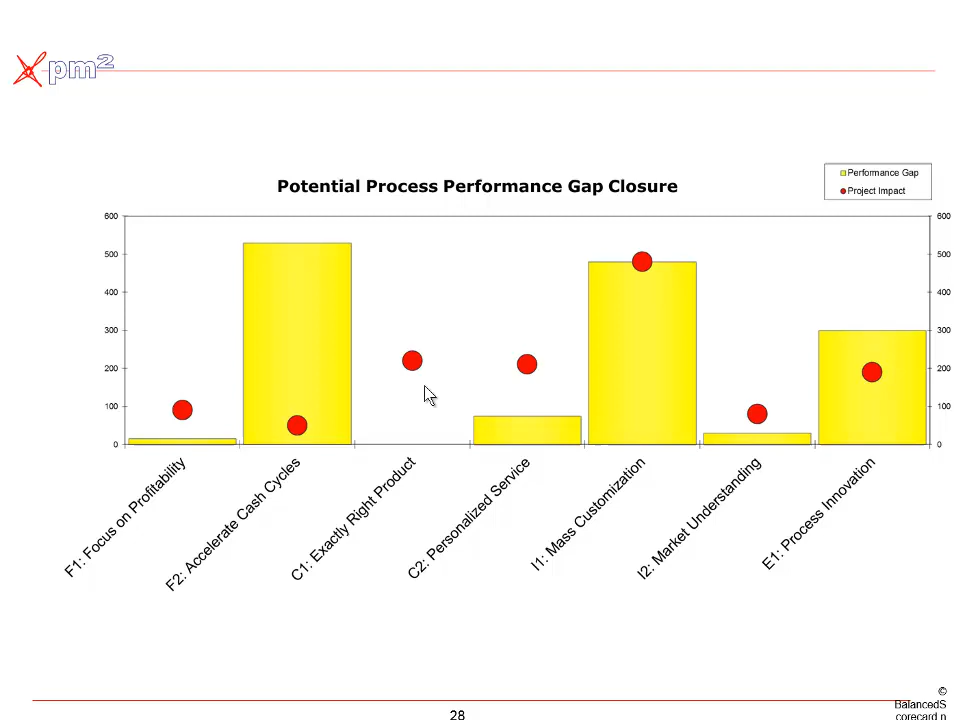 pm2
Potential Process Performance Gap Closure
Performance Gap
Project Impact
600 600
500 500
400 400
300 300
200 200
100 100
0 0
F1: Focus on Profitability
F2: Accelerate Cash Cycles
C1: Exactly Right Product
C2: Personalized Service
I1: Mass Customization
I2: Market Understanding
E1: Process Innovation
28
©
BalancedS
corecard n